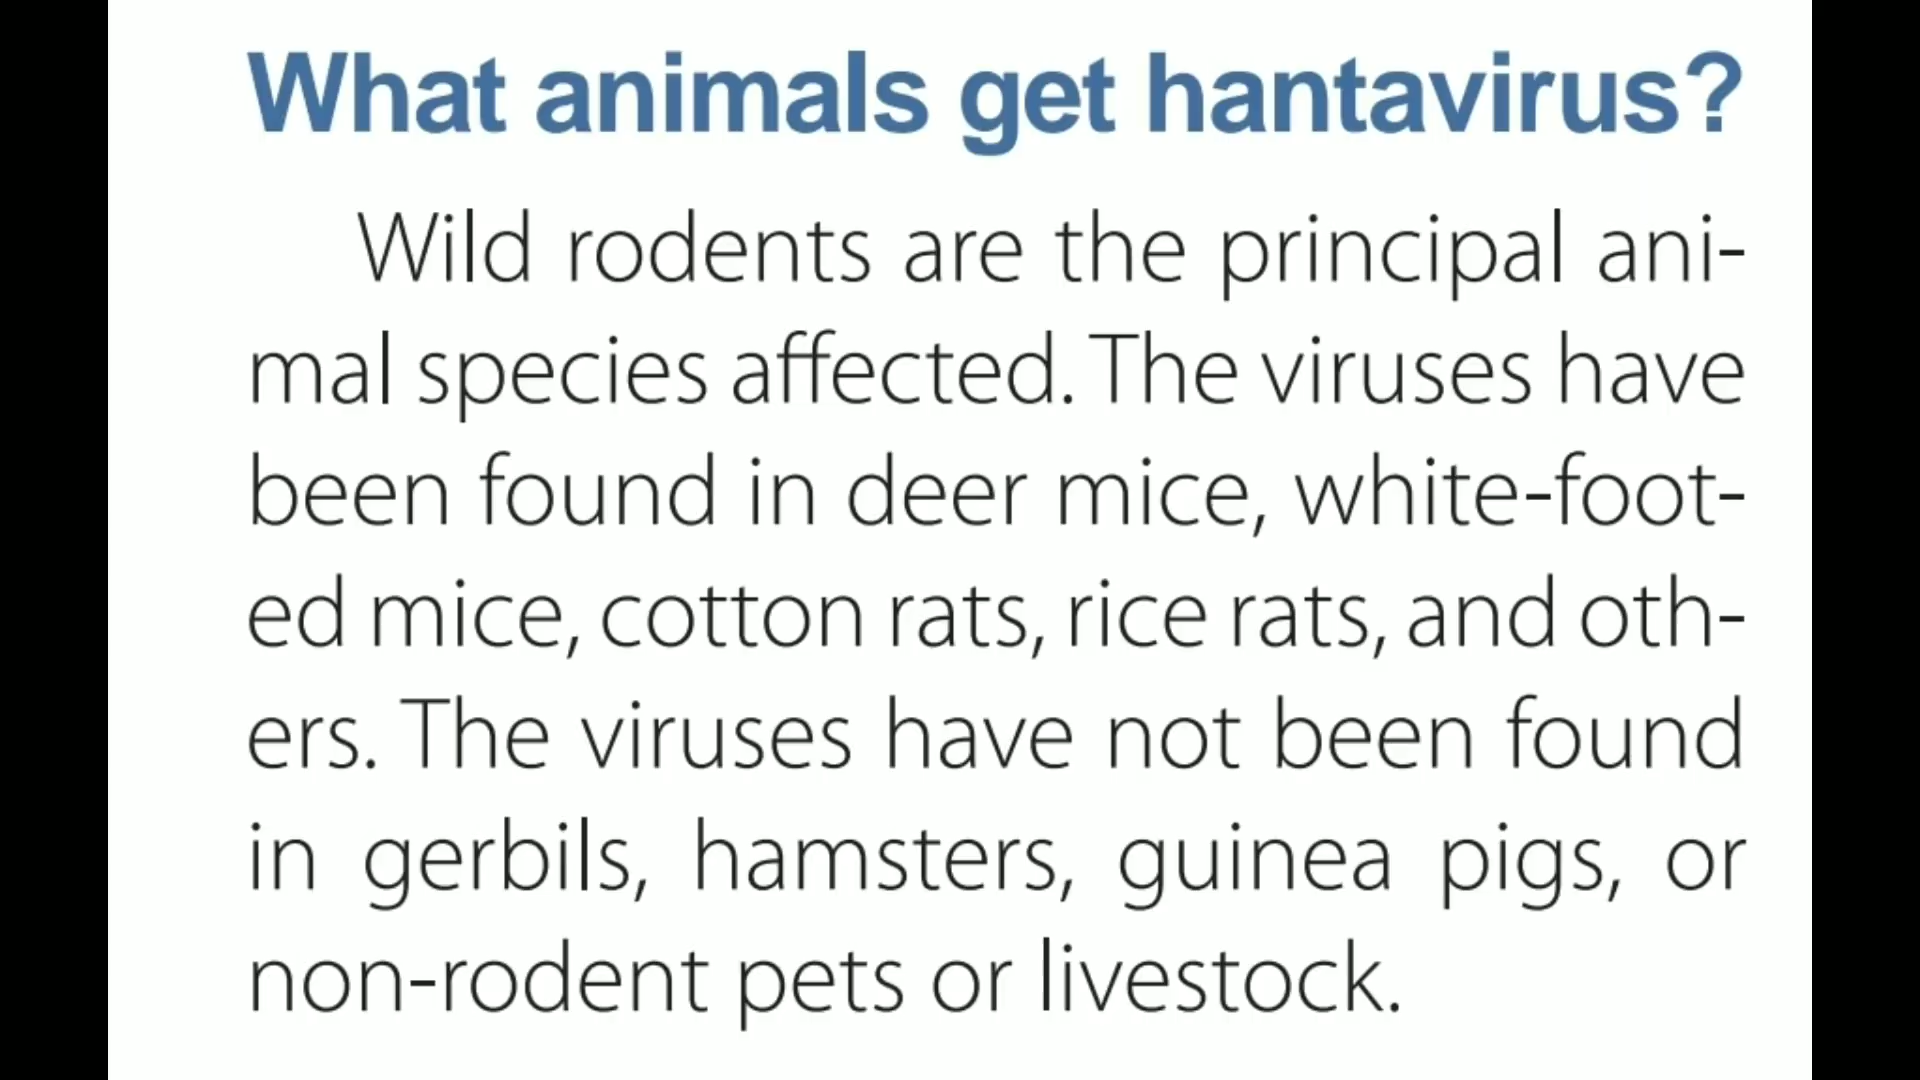 What animals get hantavirus?
Wild rodents are the principal ani-
mal species affected. The viruses have
been found in deer mice, white-foot-
ed mice, cotton rats, rice rats, and oth-
ers. The viruses have not been found
in gerbils, hamsters, guinea pigs, or
non-rodent pets or livestock.